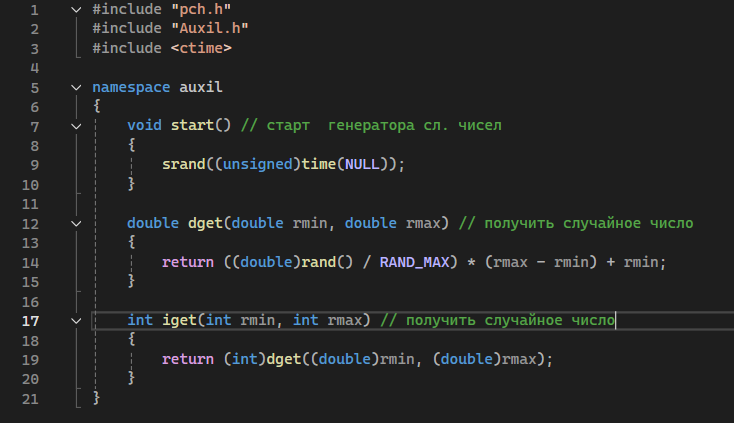 1 #include "pch.h"
2 #include "Auxil.h"
3 #include <ctime>
4
5 namespace auxil
6 {
7     void start() // старт  генератора сл. чисел
8     {
9         srand((unsigned)time(NULL));
10     }
11
12     double dget(double rmin, double rmax) // получить случайное число
13     {
14         return ((double)rand() / RAND_MAX) * (rmax - rmin) + rmin;
15     }
16
17     int iget(int rmin, int rmax) // получить случайное число
18     {
19         return (int)dget((double)rmin, (double)rmax);
20     }
21 }